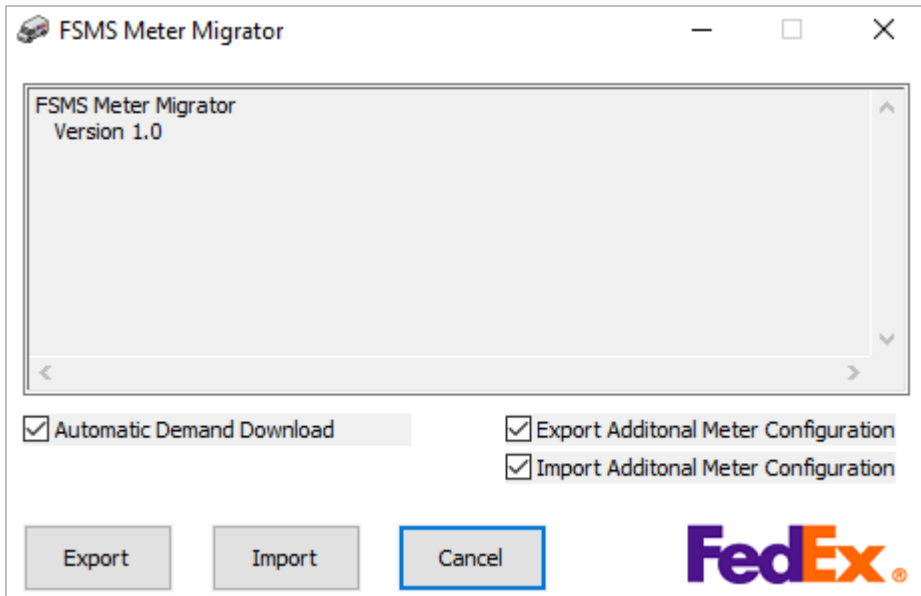 FSMS Meter Migrator
FSMS Meter Migrator
Version 1.0
Automatic Demand Download
Export Additonal Meter Configuration
Import Additonal Meter Configuration
Export
Import
Cancel
FedEx®